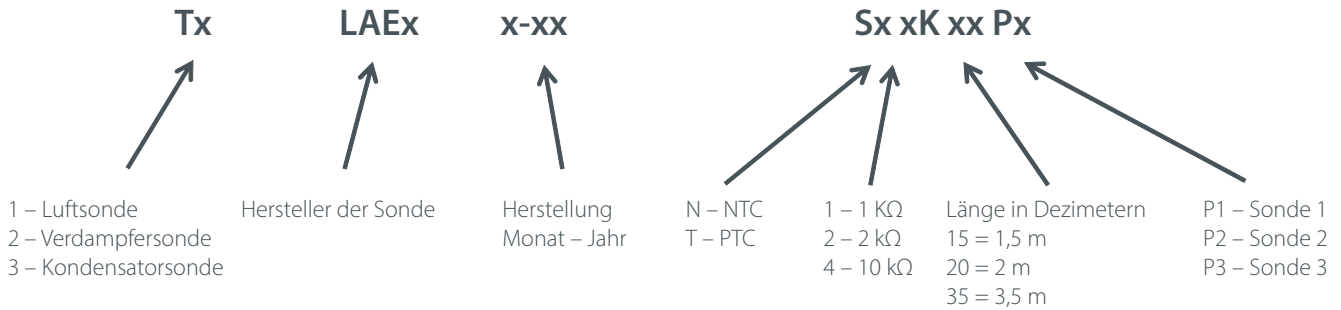 Tx LAEx x-xx Sx xK xx Px
1 – Luftsonde
2 – Verdampfersonde
3 – Kondensatorsonde
Hersteller der Sonde
Herstellung
Monat – Jahr
N – NTC
T – PTC
1 – 1 KΩ
2 – 2 kΩ
4 – 10 kΩ
Länge in Dezimetern
15 = 1,5 m
20 = 2 m
35 = 3,5 m
P1 – Sonde 1
P2 – Sonde 2
P3 – Sonde 3